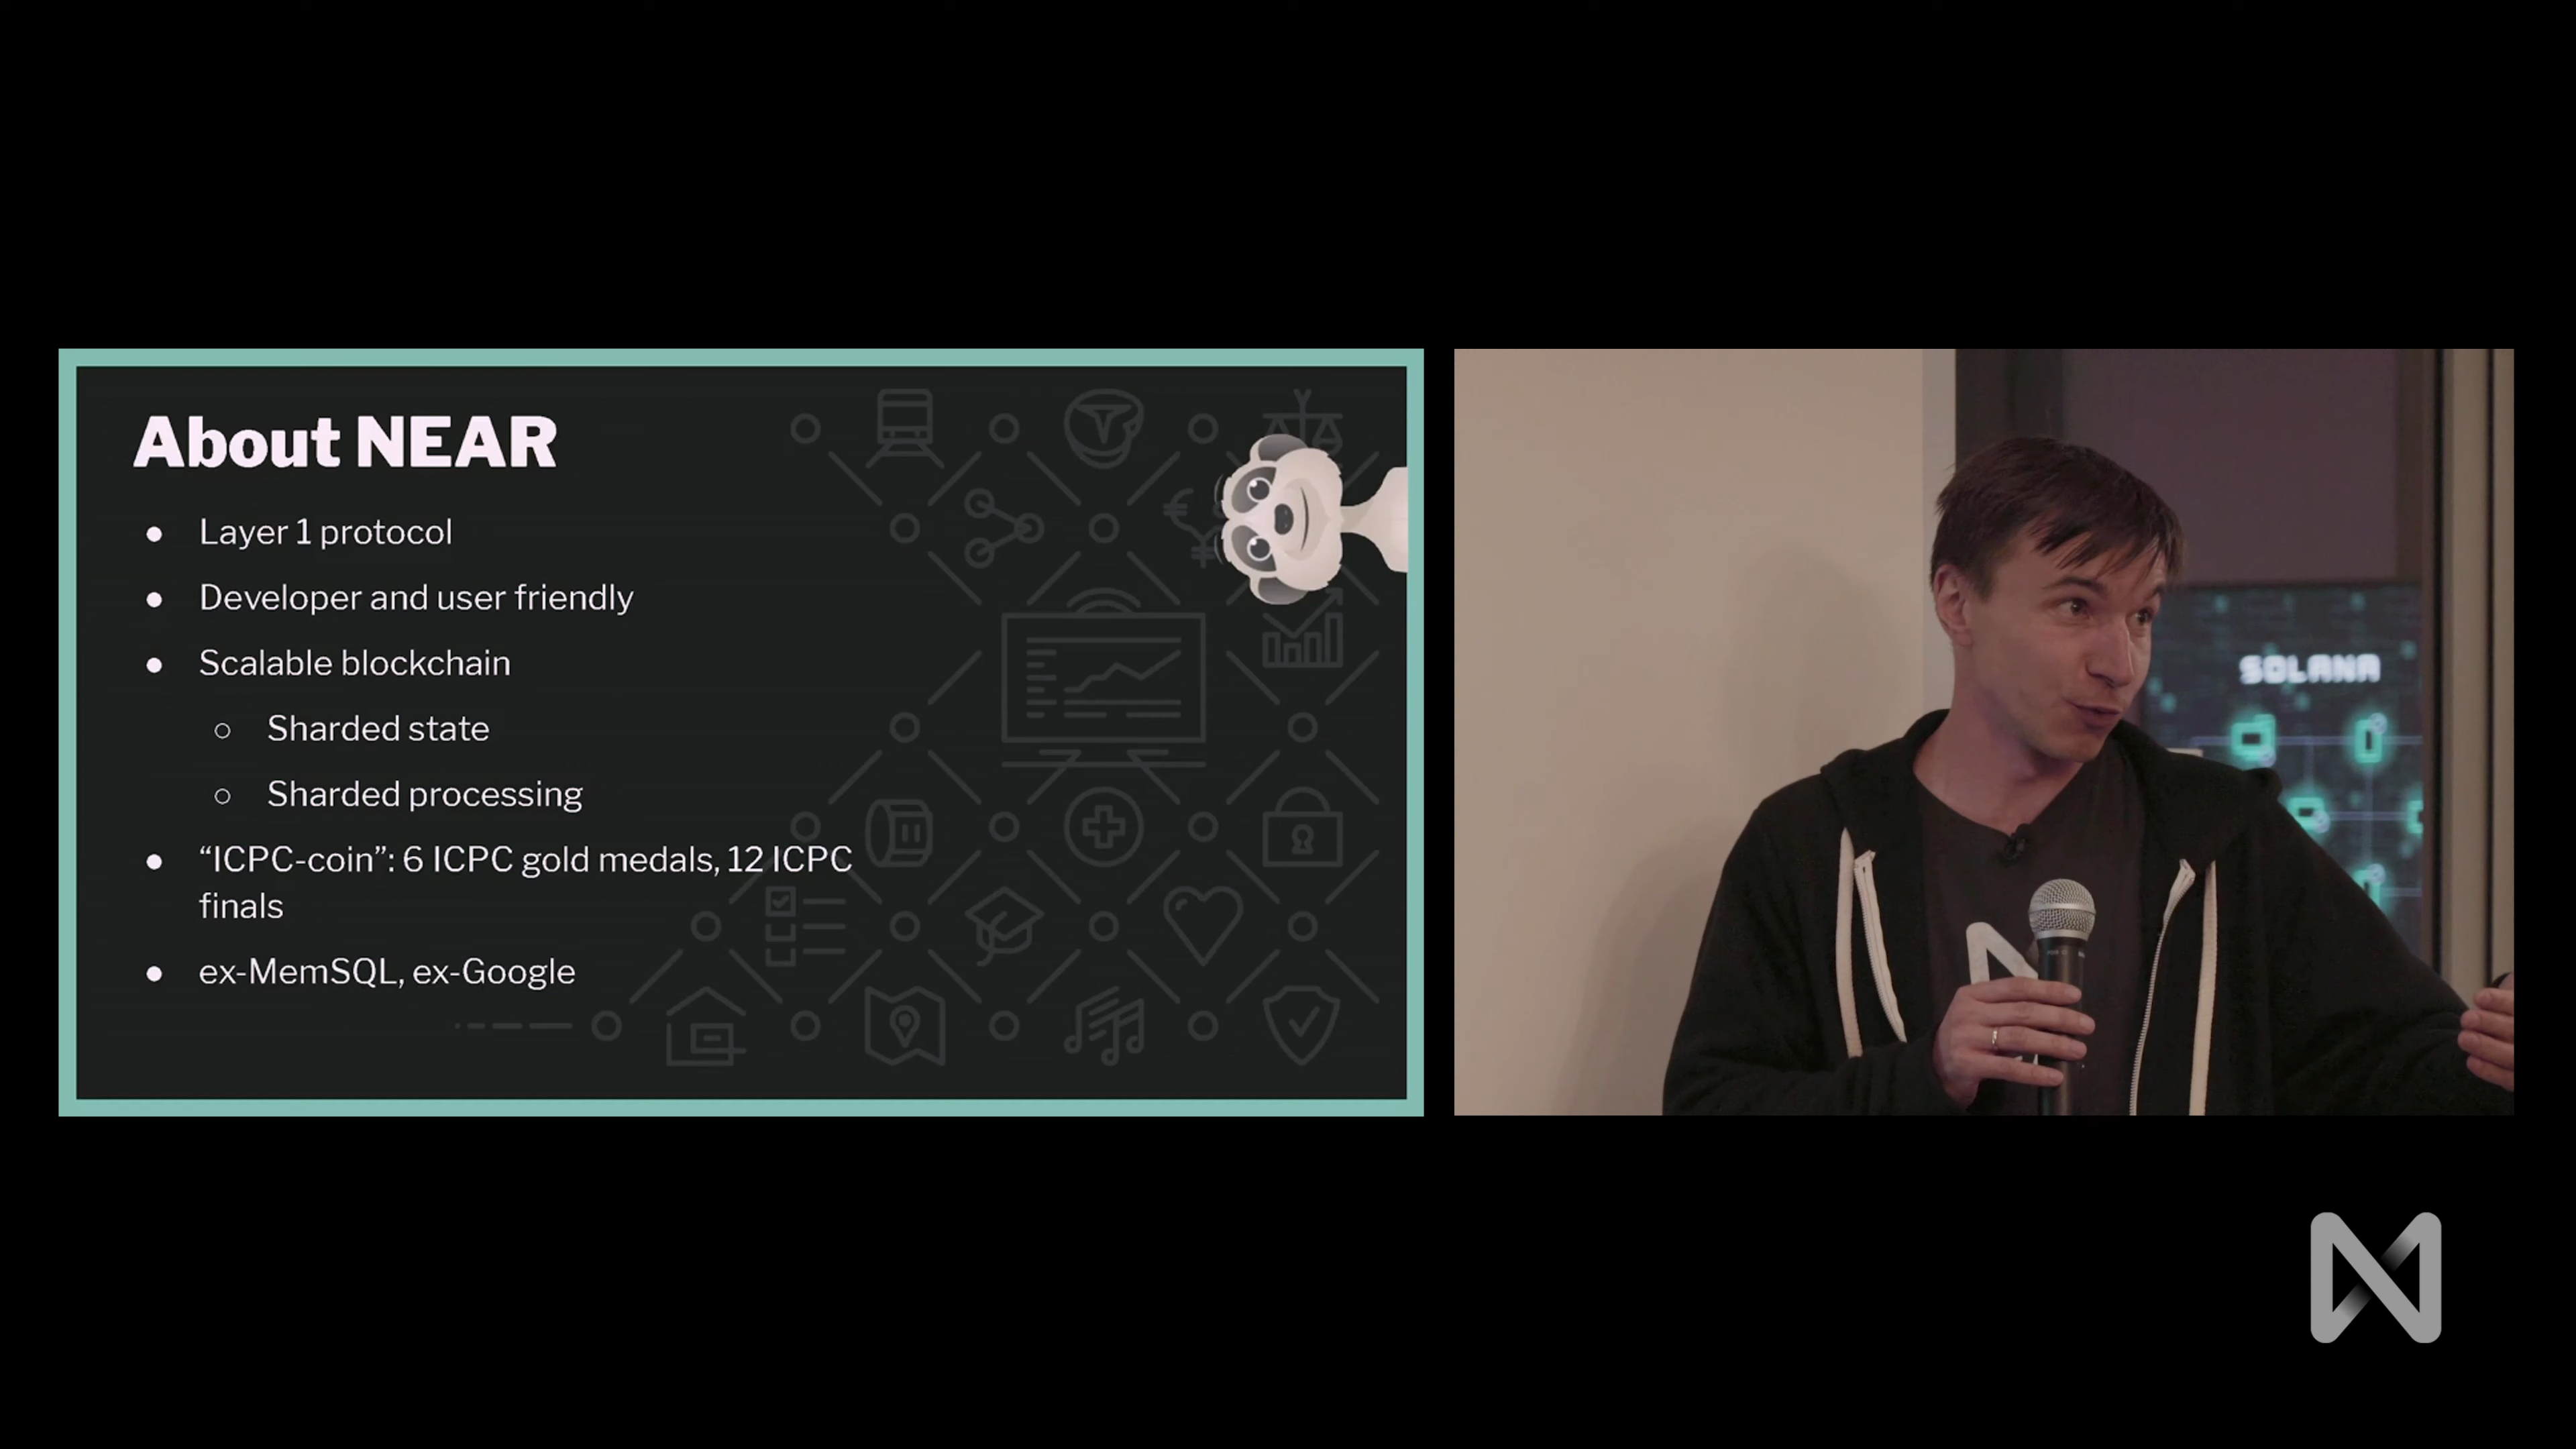 About NEAR
Layer 1 protocol
Developer and user friendly
Scalable blockchain
Sharded state
Sharded processing
“ICPC-coin”: 6 ICPC gold medals, 12 ICPC
finals
ex-MemSQL, ex-Google
SOLANA